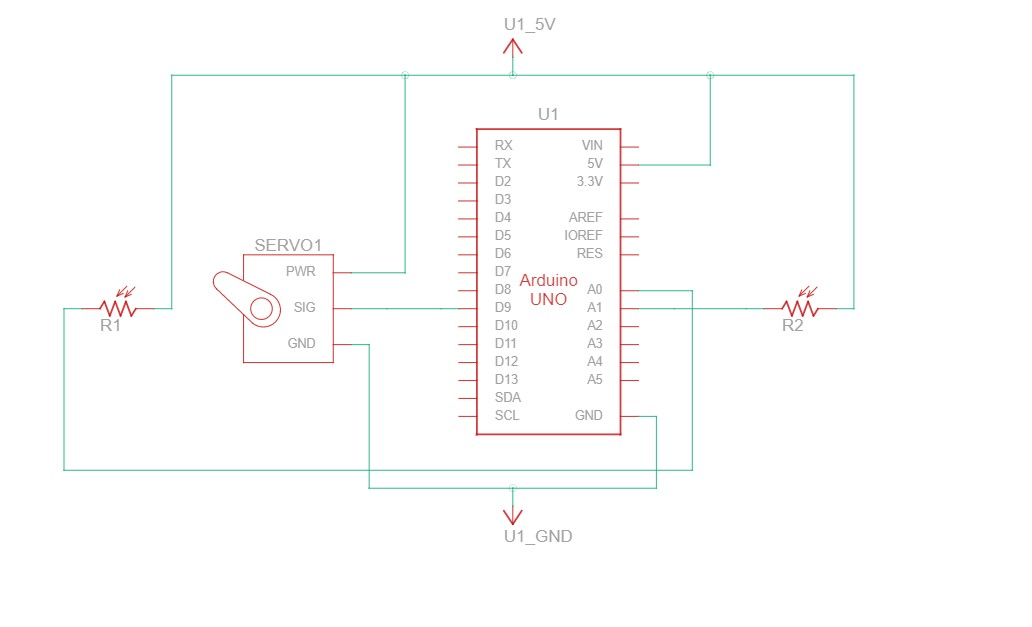 U1_5V
U1
RX VIN
TX 5V
D2 3.3V
D3
D4 AREF
D5 IOREF
D6 RES
D7
D8 A0
D9 A1
D10 A2
D11 A3
D12 A4
D13 A5
SDA
SCL GND
Arduino
UNO
SERVO1
PWR
SIG
GND
R1
R2
U1_GND